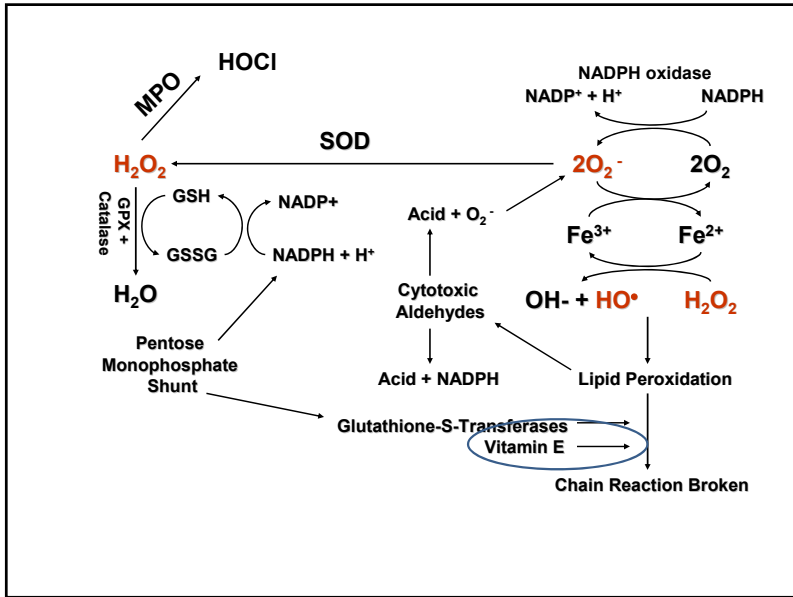 HOCl
MPO
NADPH oxidase
NADP⁺ + H⁺ NADPH
SOD
H₂O₂
2O₂⁻ 2O₂
GPX +
Catalase
GSH
NADP+
GSSG
NADPH + H⁺
Acid + O₂⁻
Fe³⁺ Fe²⁺
H₂O
Cytotoxic
Aldehydes
OH- + HO• H₂O₂
Pentose
Monophosphate
Shunt
Acid + NADPH
Lipid Peroxidation
Glutathione-S-Transferases
Vitamin E
Chain Reaction Broken